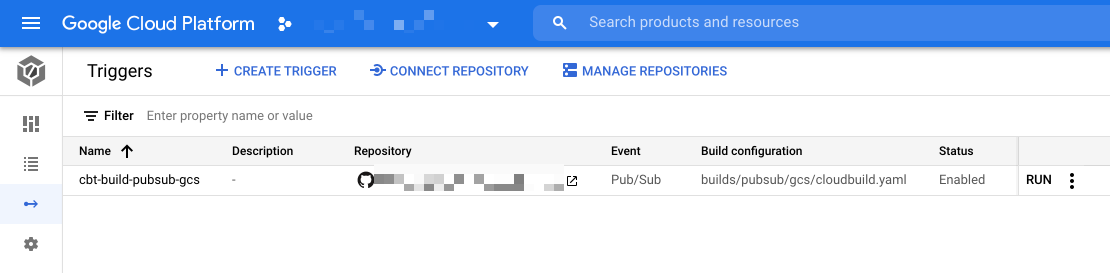 Google Cloud Platform
Search products and resources
Triggers
CREATE TRIGGER
CONNECT REPOSITORY
MANAGE REPOSITORIES
Filter Enter property name or value
Name Description Repository Event Build configuration Status
cbt-build-pubsub-gcs - Pub/Sub builds/pubsub/gcs/cloudbuild.yaml Enabled RUN